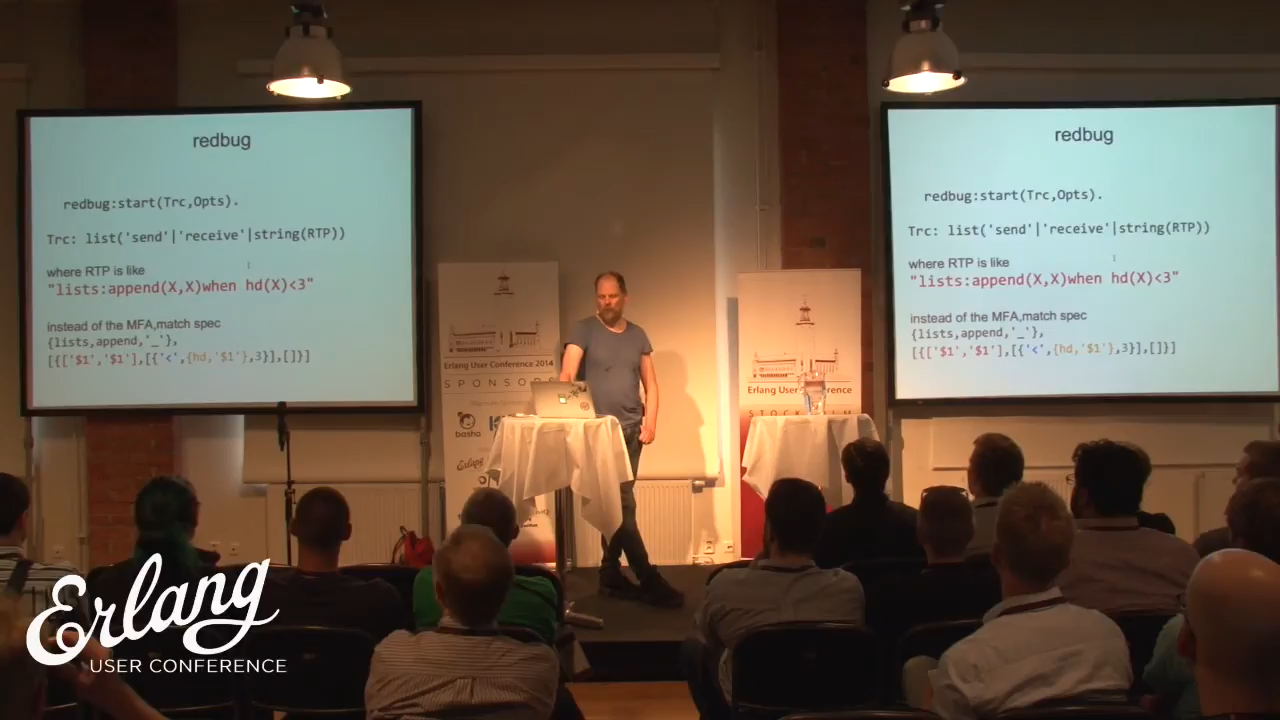 redbug
redbug:start(Trc,Opts).
Trc: list('send'|'receive'|string(RTP))
where RTP is like
"lists:append(X,X)when hd(X)<3"
instead of the MFA,match spec
{lists,append,'_'},
[{['$1','$1'],[{'<',{hd,'$1'},3}],[]}]
redbug
redbug:start(Trc,Opts).
Trc: list('send'|'receive'|string(RTP))
where RTP is like
"lists:append(X,X)when hd(X)<3"
instead of the MFA,match spec
{lists,append,'_'},
[{['$1','$1'],[{'<',{hd,'$1'},3}],[]}]
Erlang User Conference 2014
SPONSORS
basho
Erlang
Erlang User Conference
STOCKHOLM
Erlang
USER CONFERENCE